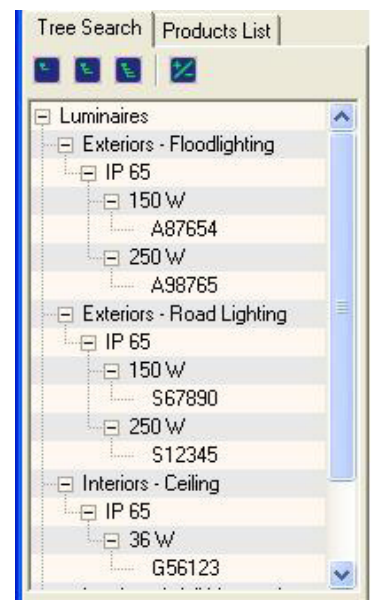 Tree Search Products List
Luminaires
Exteriors - Floodlighting
IP 65
150 W
A87654
250 W
A98765
Exteriors - Road Lighting
IP 65
150 W
S67890
250 W
S12345
Interiors - Ceiling
IP 65
36 W
G56123